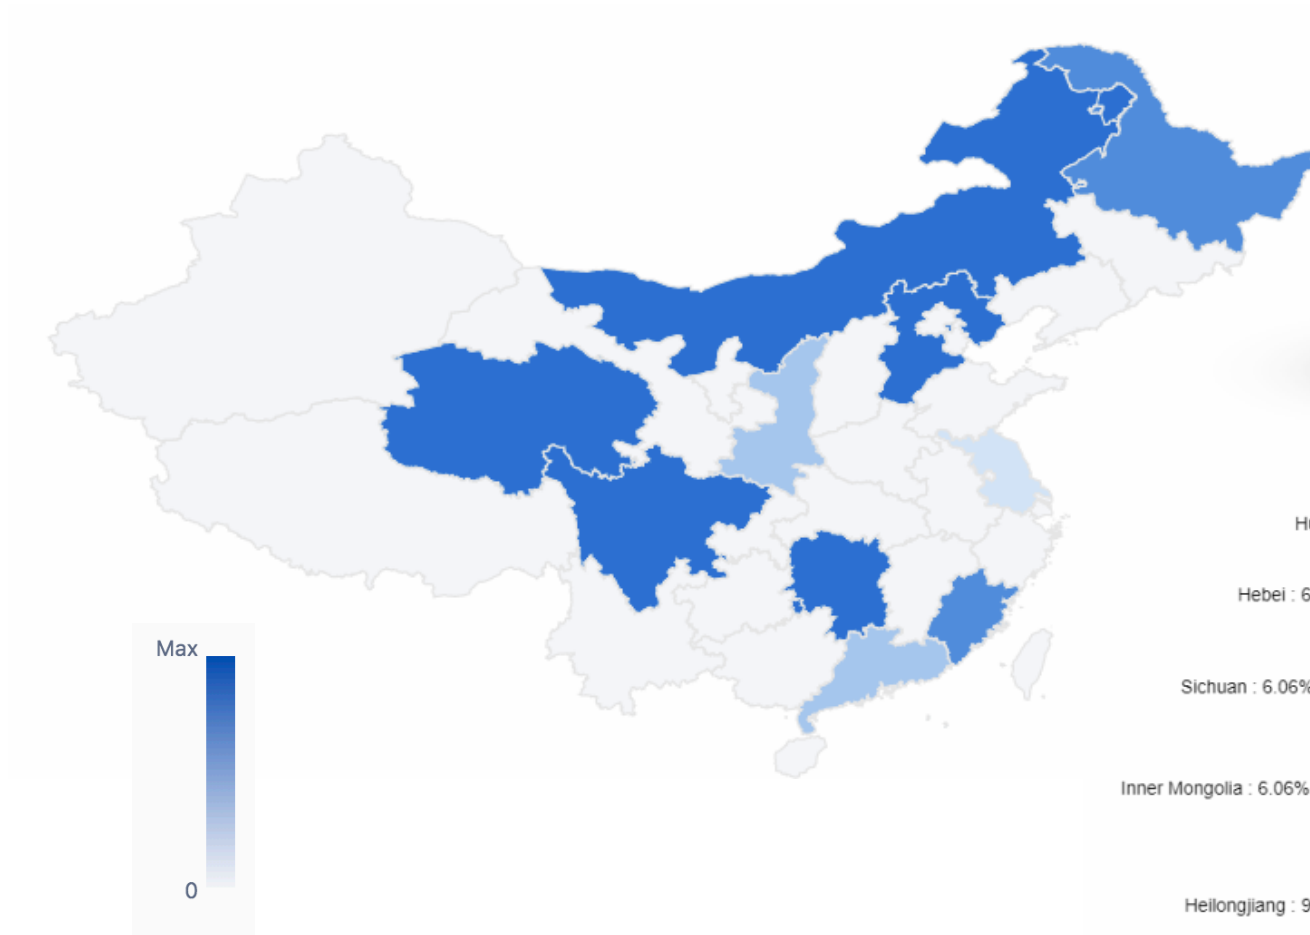 Hebei : 6
Sichuan : 6.06%
Max
Inner Mongolia : 6.06%
0
Heilongjiang : 9